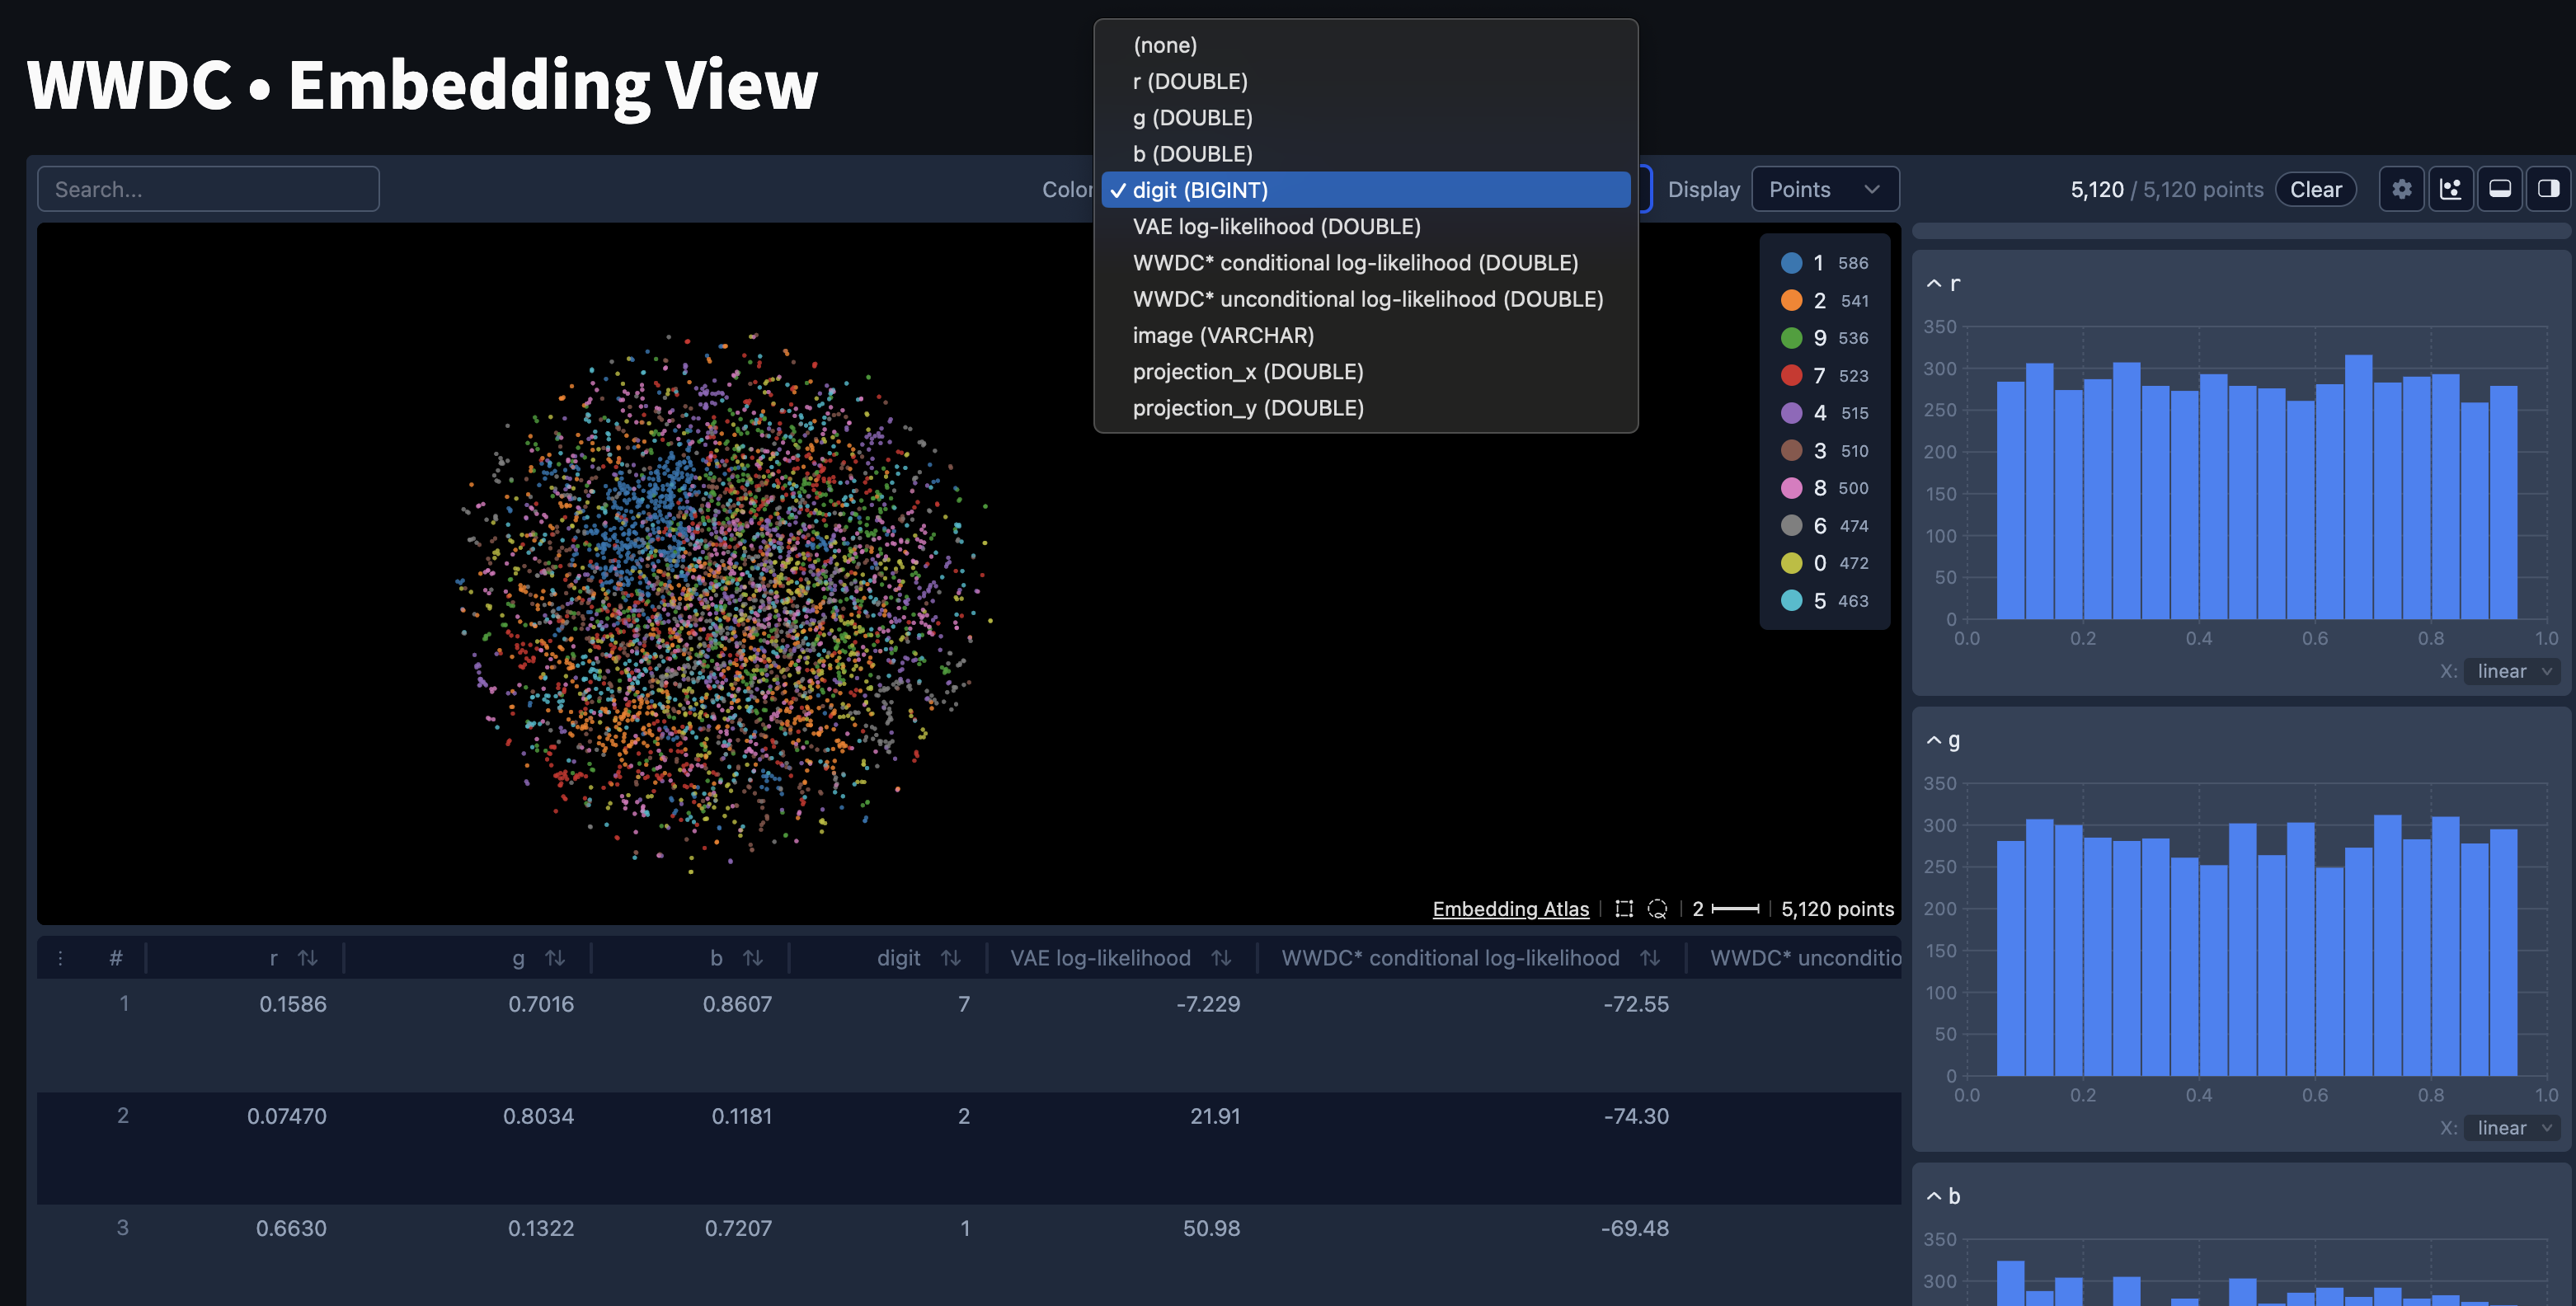 WWDC • Embedding View
(none)
r (DOUBLE)
g (DOUBLE)
b (DOUBLE)
✓ digit (BIGINT)
VAE log-likelihood (DOUBLE)
WWDC* conditional log-likelihood (DOUBLE)
WWDC* unconditional log-likelihood (DOUBLE)
image (VARCHAR)
projection_x (DOUBLE)
projection_y (DOUBLE)
Search...
Color
Display Points
5,120 / 5,120 points Clear
1 586
2 541
9 536
7 523
4 515
3 510
8 500
6 474
0 472
5 463
Embedding Atlas | 2 | 5,120 points
# r g b digit VAE log-likelihood WWDC* conditional log-likelihood WWDC* unconditio
1 0.1586 0.7016 0.8607 7 -7.229 -72.55
2 0.07470 0.8034 0.1181 2 21.91 -74.30
3 0.6630 0.1322 0.7207 1 50.98 -69.48
r
350
300
250
200
150
100
50
0
0.0 0.2 0.4 0.6 0.8 1.0
X: linear
g
350
300
250
200
150
100
50
0
0.0 0.2 0.4 0.6 0.8 1.0
X: linear
b
350
300